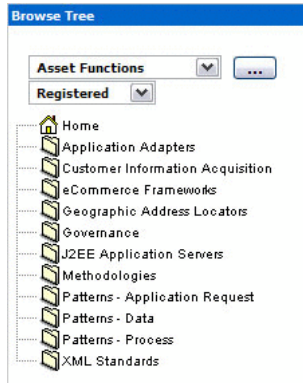 Browse Tree
Asset Functions
...
Registered
Home
Application Adapters
Customer Information Acquisition
eCommerce Frameworks
Geographic Address Locators
Governance
J2EE Application Servers
Methodologies
Patterns - Application Request
Patterns - Data
Patterns - Process
XML Standards